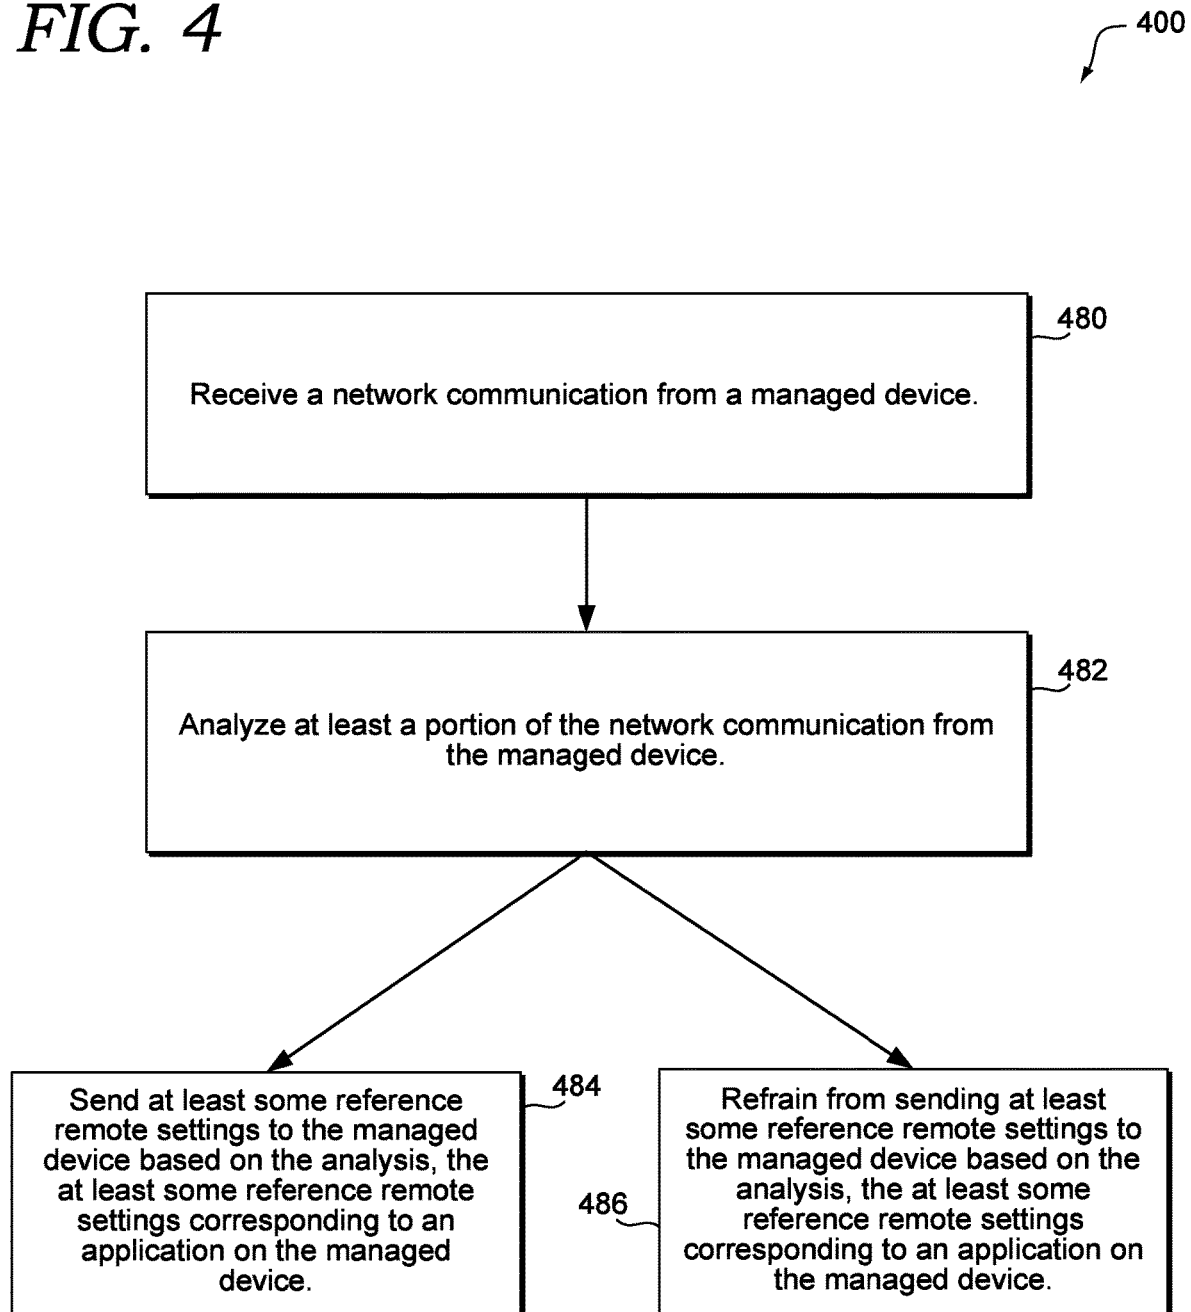 FIG. 4
400
480
Receive a network communication from a managed device.
482
Analyze at least a portion of the network communication from
the managed device.
484
Send at least some reference
remote settings to the managed
device based on the analysis, the
at least some reference remote
settings corresponding to an
application on the managed
device.
486
Refrain from sending at least
some reference remote settings to
the managed device based on the
analysis, the at least some
reference remote settings
corresponding to an application on
the managed device.